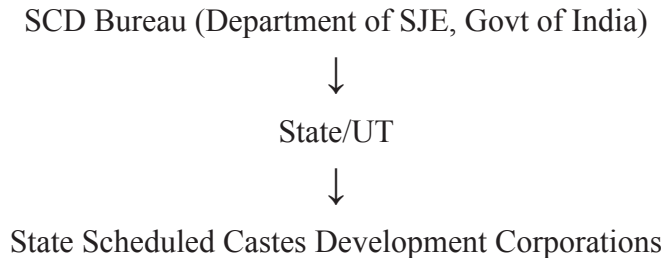 SCD Bureau (Department of SJE, Govt of India)
↓
State/UT
↓
State Scheduled Castes Development Corporations